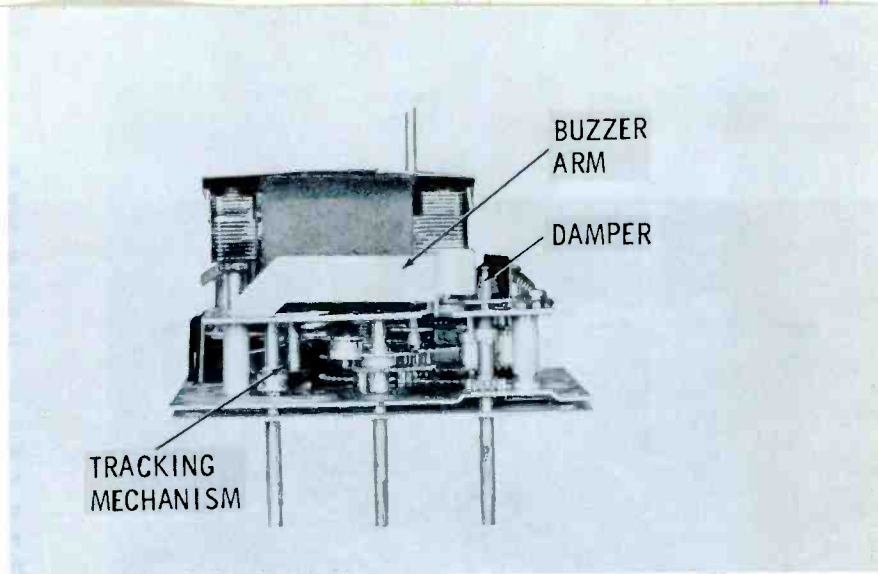 BUZZER
ARM
DAMPER
TRACKING
MECHANISM